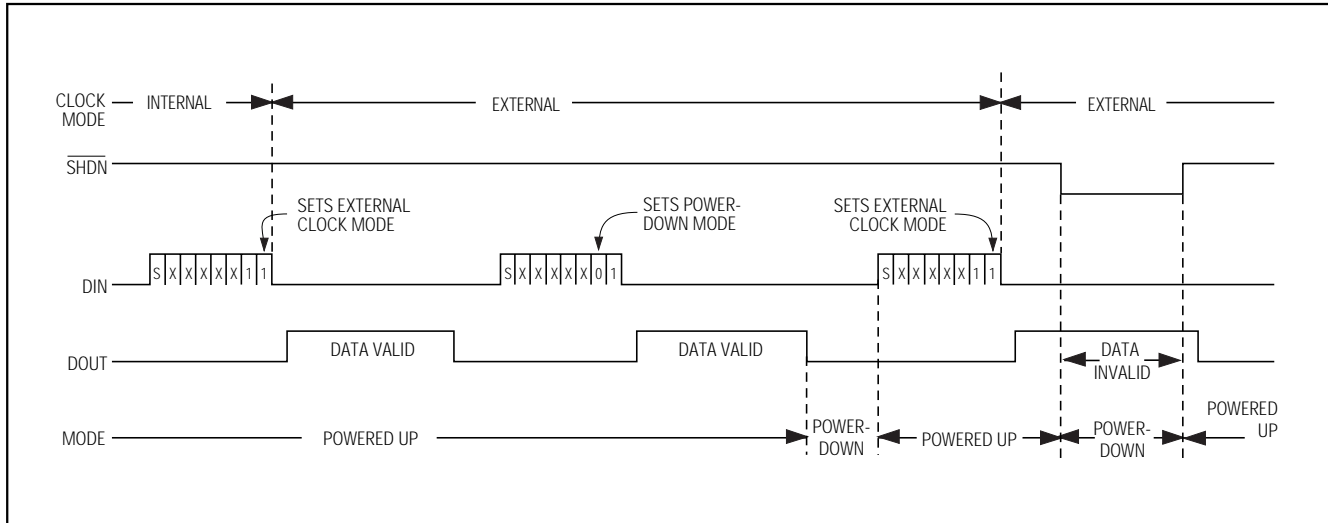 CLOCK
MODE
INTERNAL
EXTERNAL
EXTERNAL
SHDN
SETS EXTERNAL
CLOCK MODE
SETS POWER-
DOWN MODE
SETS EXTERNAL
CLOCK MODE
DIN
S X X X X X 1 1
S X X X X X 0 1
S X X X X X 1 1
DOUT
DATA VALID
DATA VALID
DATA
INVALID
MODE
POWERED UP
POWER-
DOWN
POWERED UP
POWER-
DOWN
POWERED
UP